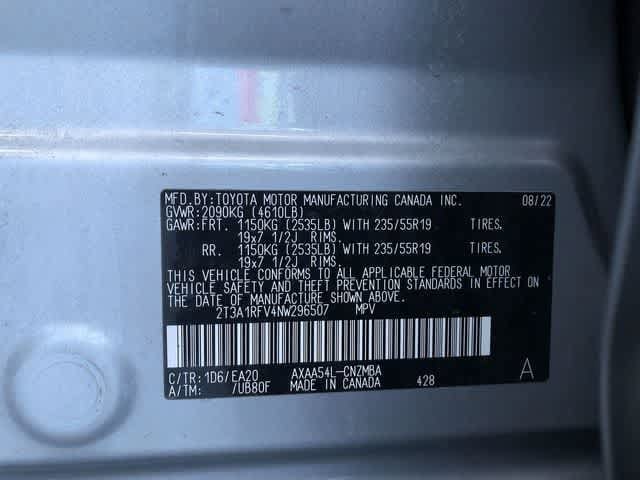 MFD.BY:TOYOTA MOTOR MANUFACTURING CANADA INC. 08/22
GVWR:2090KG (4610LB)
GAWR:FRT. 1150KG (2535LB) WITH 235/55R19 TIRES.
19x7 1/2J RIMS.
RR. 1150KG (2535LB) WITH 235/55R19 TIRES.
19x7 1/2J RIMS.
THIS VEHICLE CONFORMS TO ALL APPLICABLE FEDERAL MOTOR
VEHICLE SAFETY AND THEFT PREVENTION STANDARDS IN EFFECT ON
THE DATE OF MANUFACTURE SHOWN ABOVE.
2T3A1RFV4NW296507 MPV
C/TR:1D6/EA20 AXAA54L-CNZMBA A
A/TM: /UB80F MADE IN CANADA 428